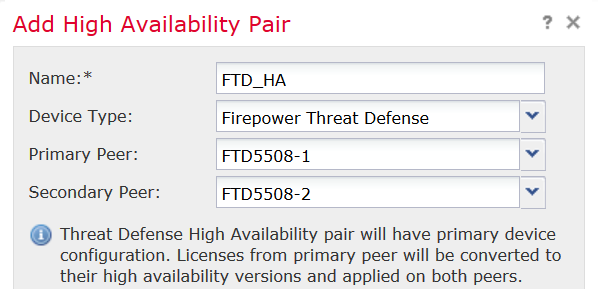 Add High Availability Pair ? ×
Name:* FTD_HA
Device Type: Firepower Threat Defense
Primary Peer: FTD5508-1
Secondary Peer: FTD5508-2
Threat Defense High Availability pair will have primary device
configuration. Licenses from primary peer will be converted to
their high availability versions and applied on both peers.